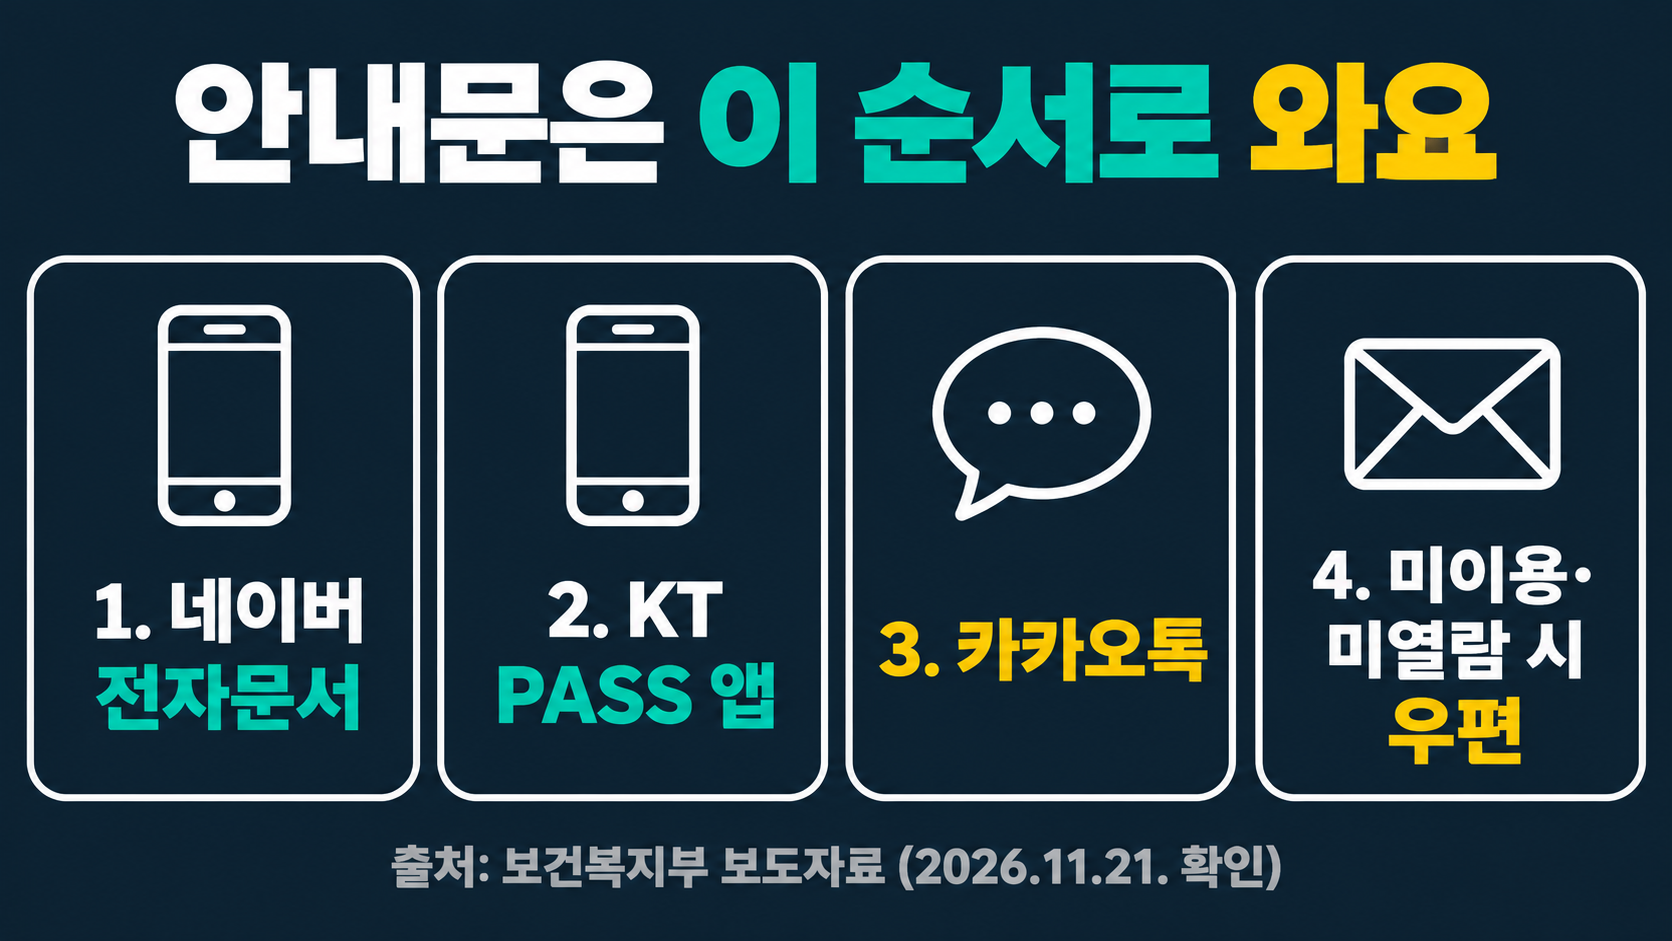 안내문은 이 순서로 와요
1. 네이버
전자문서
2. KT
PASS 앱
3. 카카오톡
4. 미이용·
미열람 시
우편
출처: 보건복지부 보도자료 (2026.11.21. 확인)